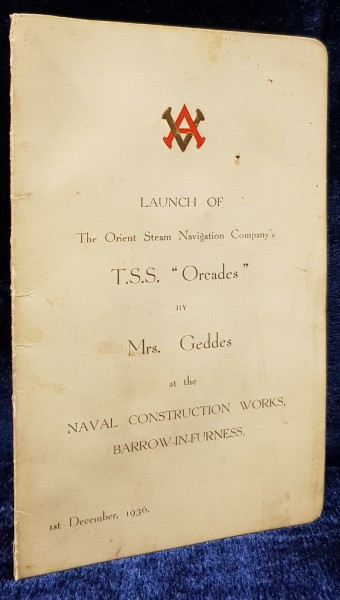 VA
LAUNCH OF
The Orient Steam Navigation Company's
T.S.S. "Orcades"
BY
Mrs. Geddes
at the
NAVAL CONSTRUCTION WORKS,
BARROW-IN-FURNESS.
1st December, 1936.